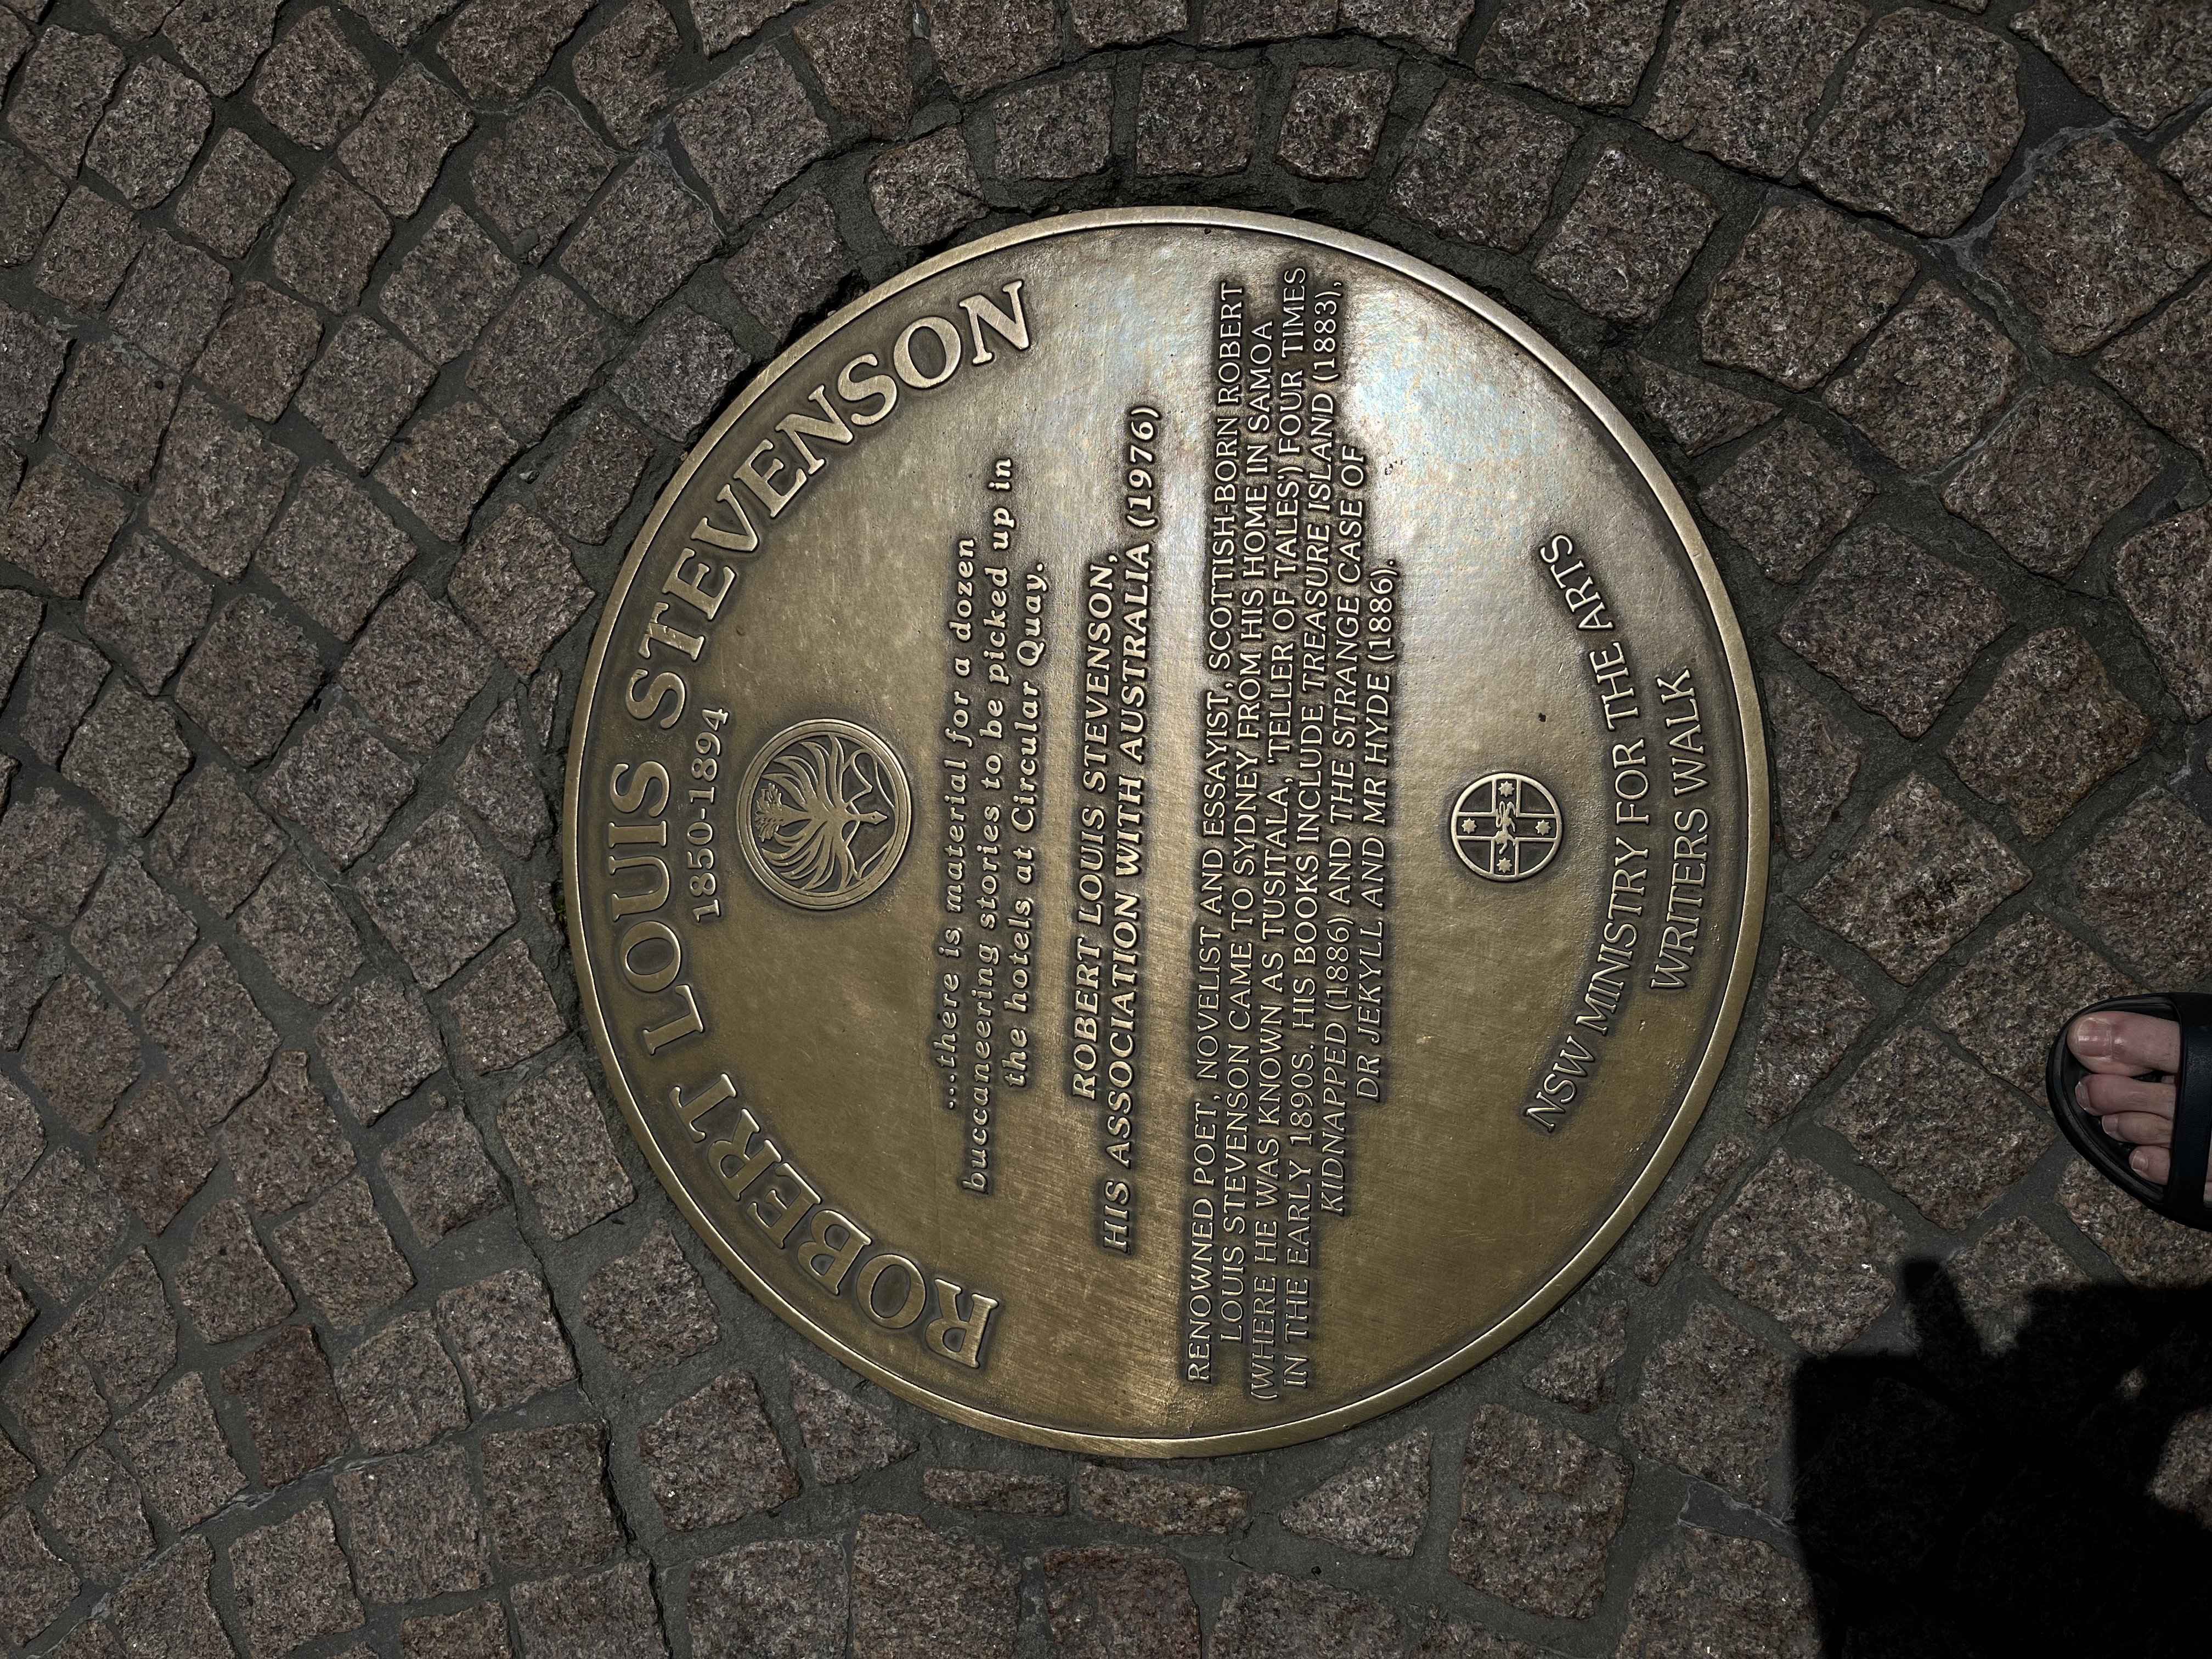 ROBERT LOUIS STEVENSON
1850-1894
...there is material for a dozen
buccaneering stories to be picked up in
the hotels at Circular Quay.
ROBERT LOUIS STEVENSON,
HIS ASSOCIATION WITH AUSTRALIA (1976)
RENOWNED POET, NOVELIST AND ESSAYIST, SCOTTISH-BORN ROBERT
LOUIS STEVENSON CAME TO SYDNEY FROM HIS HOME IN SAMOA
(WHERE HE WAS KNOWN AS TUSITALA, 'TELLER OF TALES') FOUR TIMES
IN THE EARLY 1890S. HIS BOOKS INCLUDE TREASURE ISLAND (1883),
KIDNAPPED (1886) AND THE STRANGE CASE OF
DR JEKYLL AND MR HYDE (1886).
NSW MINISTRY FOR THE ARTS
WRITERS WALK